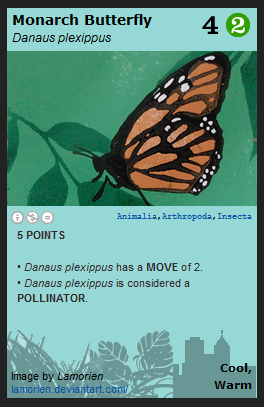 Monarch Butterfly
4 2
Danaus plexippus
Animalia,Arthropoda,Insecta
5 POINTS
• Danaus plexippus has a MOVE of 2.
• Danaus plexippus is considered a
POLLINATOR.
Image by Lamorien
lamorien.deviantart.com/
Cool,
Warm